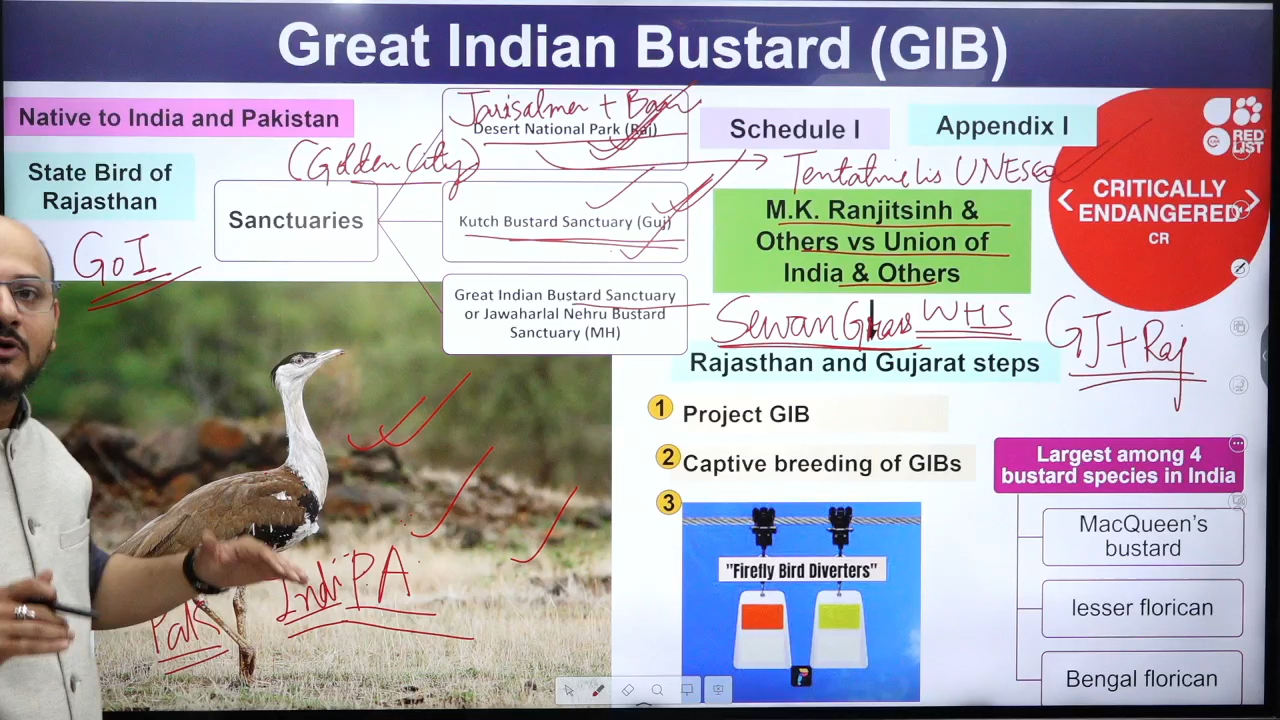 Great Indian Bustard (GIB)
Native to India and Pakistan
State Bird of
Rajasthan
GoI
Sanctuaries
(Golden City)
Jaisalmer + Barmer
Desert National Park (Raj)
Kutch Bustard Sanctuary (Guj)
Great Indian Bustard Sanctuary
or Jawaharlal Nehru Bustard
Sanctuary (MH)
Schedule I
Appendix I
Tentative lis UNESCO
M.K. Ranjitsinh &
Others vs Union of
India & Others
RED
LIST
CRITICALLY
< ENDANGERED >
CR
Sewan Grass WHS
GJ + Raj
Rajasthan and Gujarat steps
1 Project GIB
2 Captive breeding of GIBs
3
"Firefly Bird Diverters"
Largest among 4
bustard species in India
MacQueen's
bustard
lesser florican
Bengal florican
Pak